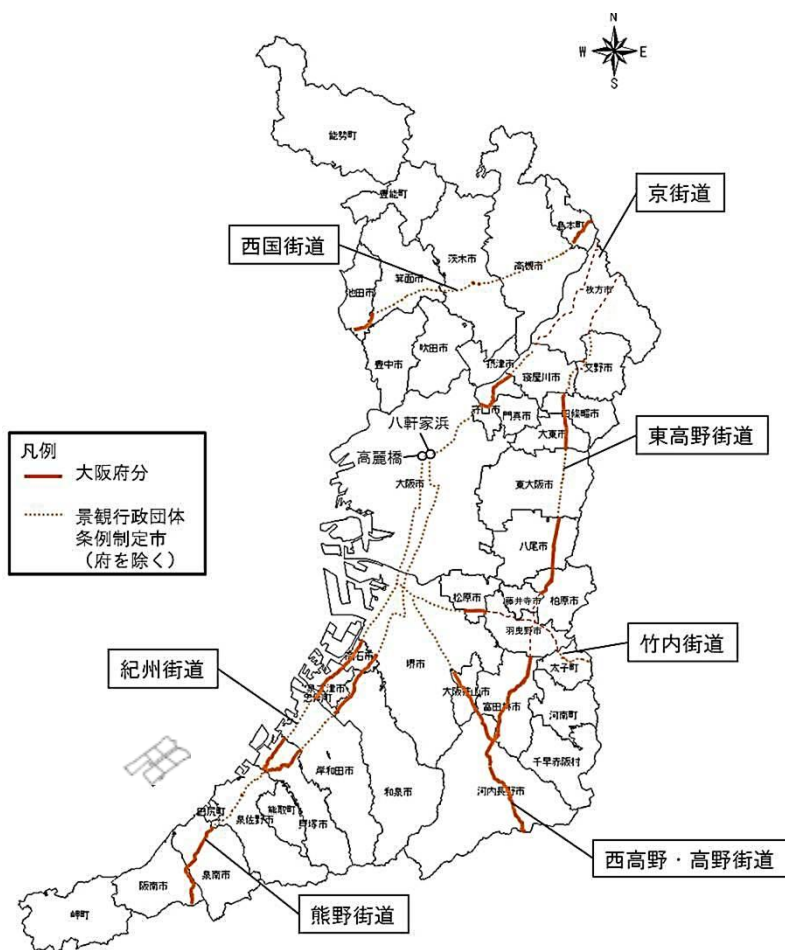 N
W
E
S
能勢町
豊能町
京街道
島本町
西国街道
茨木市
高槻市
箕面市
池田市
枚方市
吹田市
豊中市
摂津市
寝屋川市
交野市
守口市
門真市
四條畷市
大東市
八軒家浜
高麗橋
東高野街道
凡例
大阪府分
景観行政団体
条例制定市
(府を除く)
大阪市
東大阪市
八尾市
松原市
藤井寺市
柏原市
羽曳野市
竹内街道
太子町
紀州街道
堺市
大阪狭山市
富田林市
河南町
千早赤阪村
岸和田市
和泉市
河内長野市
熊取町
貝塚市
泉佐野市
田尻町
西高野・高野街道
阪南市
泉南市
岬町
熊野街道